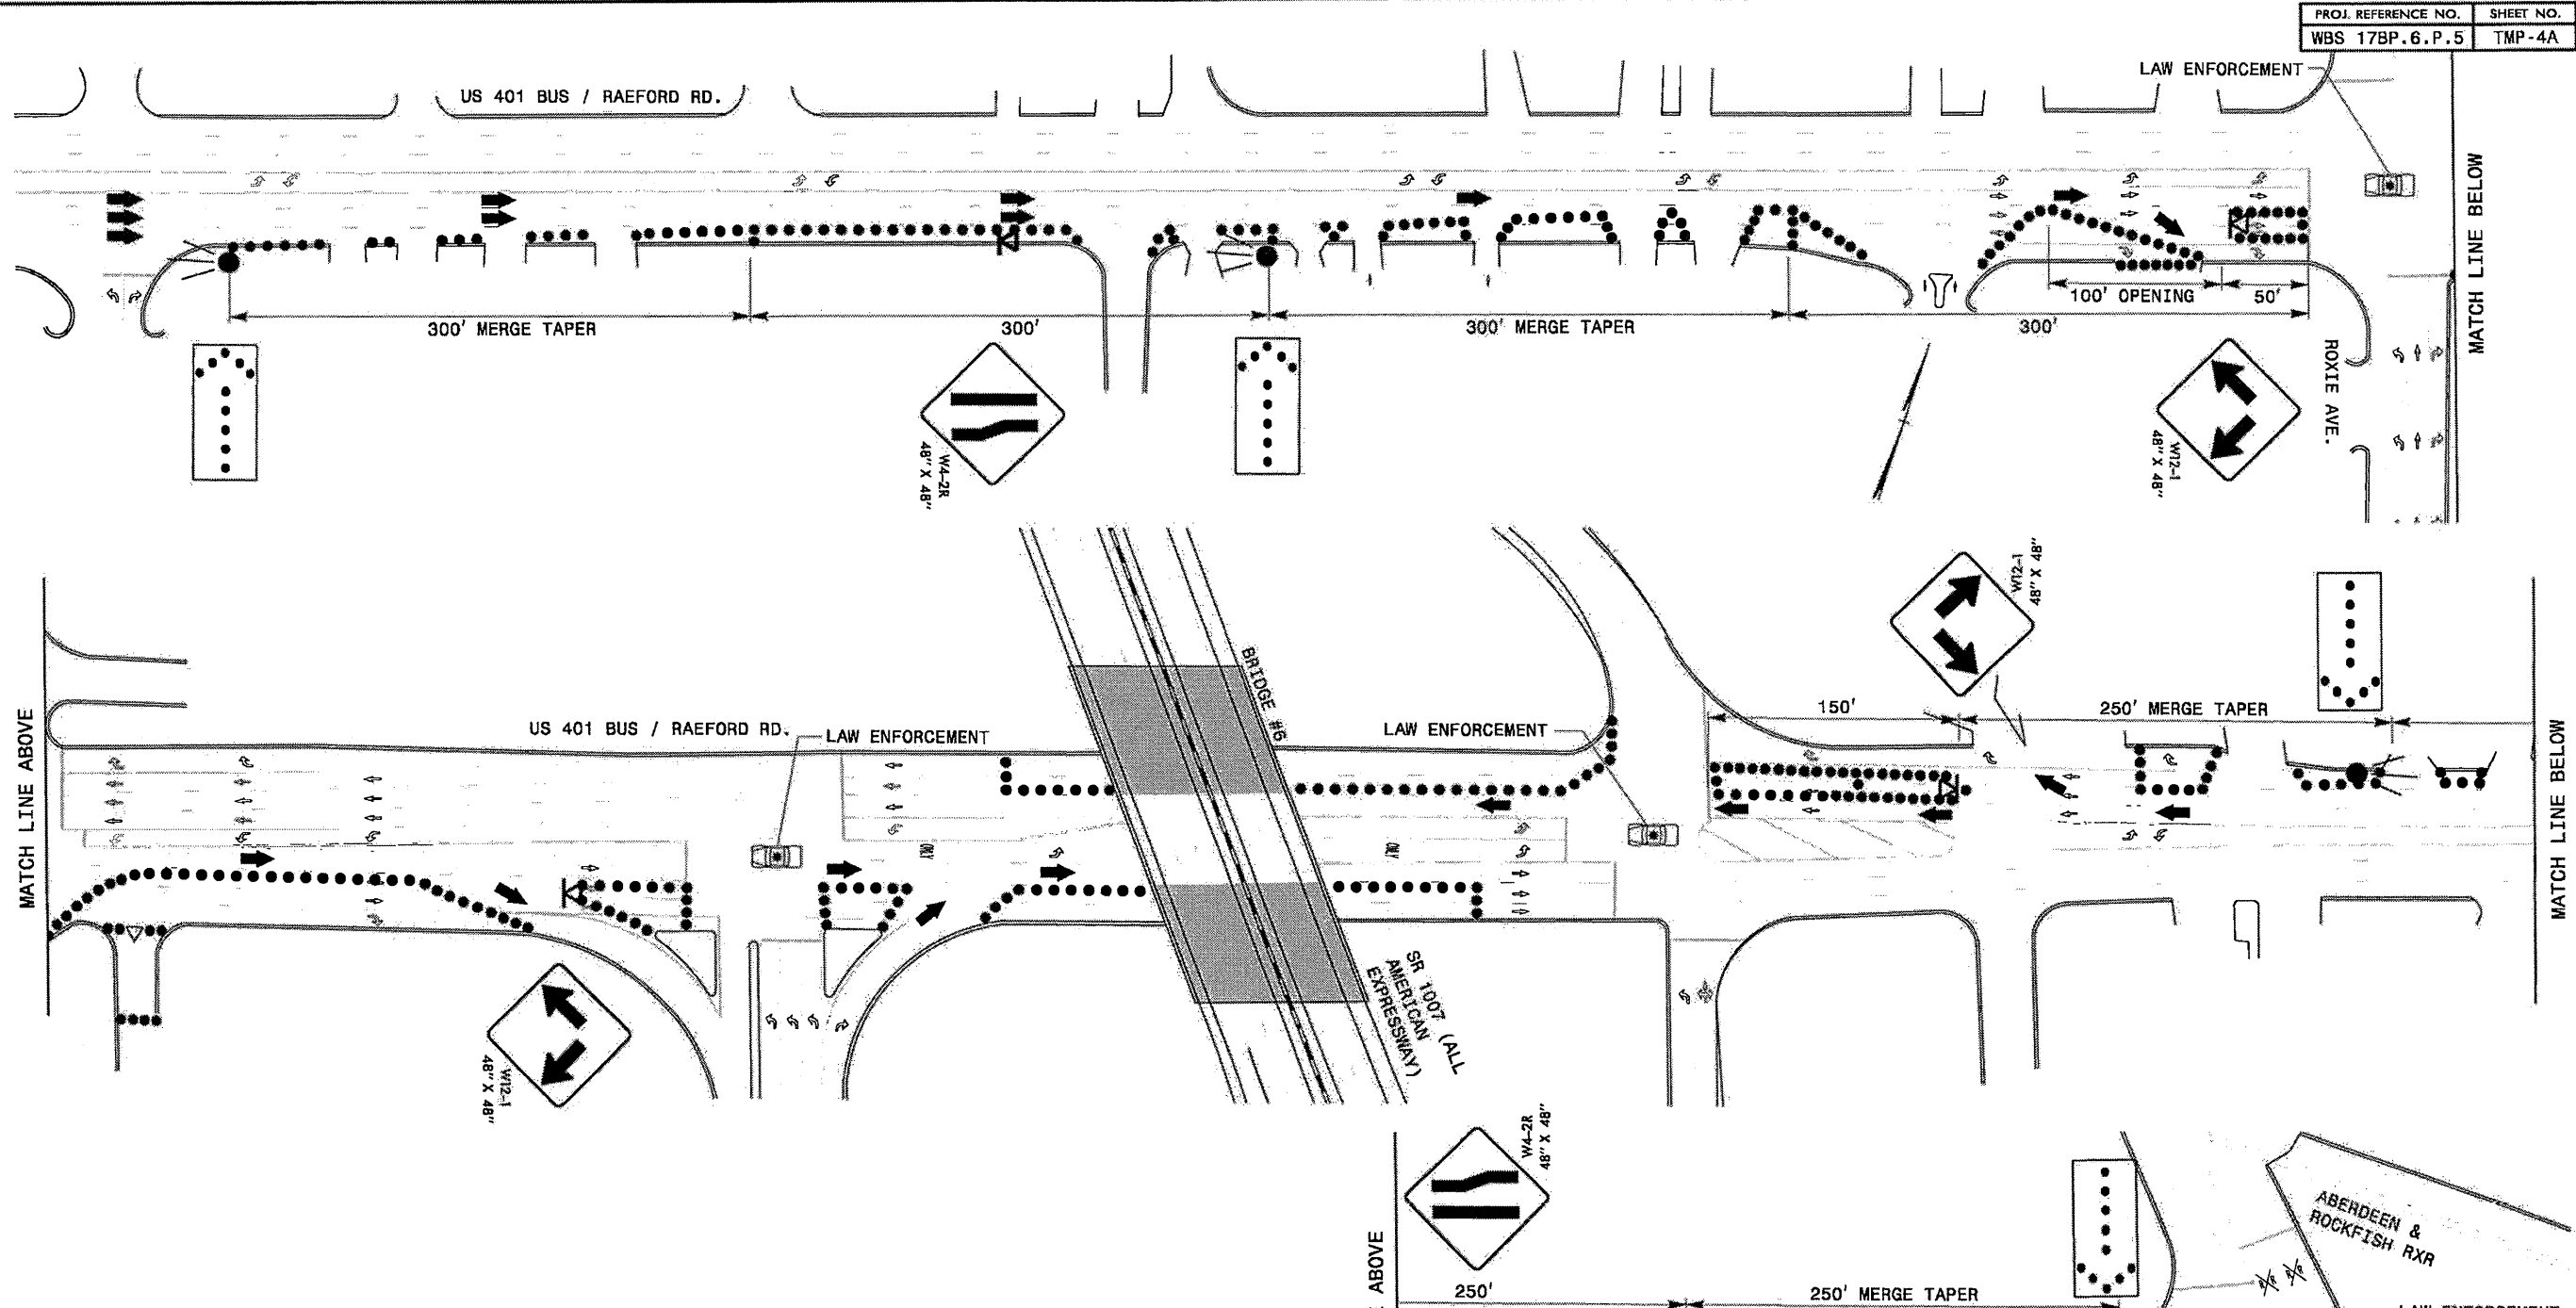 PROJ. REFERENCE NO. SHEET NO.
WBS 17BP.6.P.5 TMP-4A
LAW ENFORCEMENT
US 401 BUS / RAEFORD RD.
MATCH LINE BELOW
100' OPENING
50'
300' MERGE TAPER
300'
300' MERGE TAPER
300'
W4-2R
48" X 48"
W12-1
48" X 48"
ROXIE AVE.
MATCH LINE ABOVE
US 401 BUS / RAEFORD RD.
LAW ENFORCEMENT
BRIDGE #6
LAW ENFORCEMENT
W12-1
48" X 48"
150'
250' MERGE TAPER
MATCH LINE BELOW
ONLY
ONLY
SR 1007 (ALL
AMERICAN
EXPRESSWAY)
W12-1
48" X 48"
W4-2R
48" X 48"
ABOVE
250'
250' MERGE TAPER
ABERDEEN &
ROCKFISH RXR